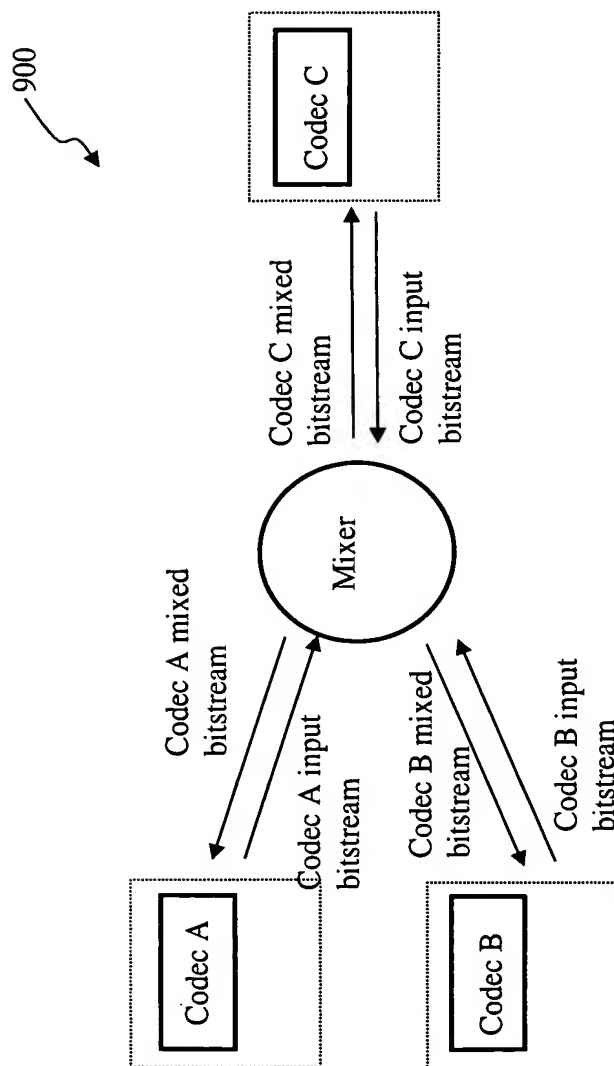 900
Codec A
Codec A mixed
bitstream
Codec A input
bitstream
Mixer
Codec C mixed
bitstream
Codec C input
bitstream
Codec C
Codec B mixed
bitstream
Codec B input
bitstream
Codec B